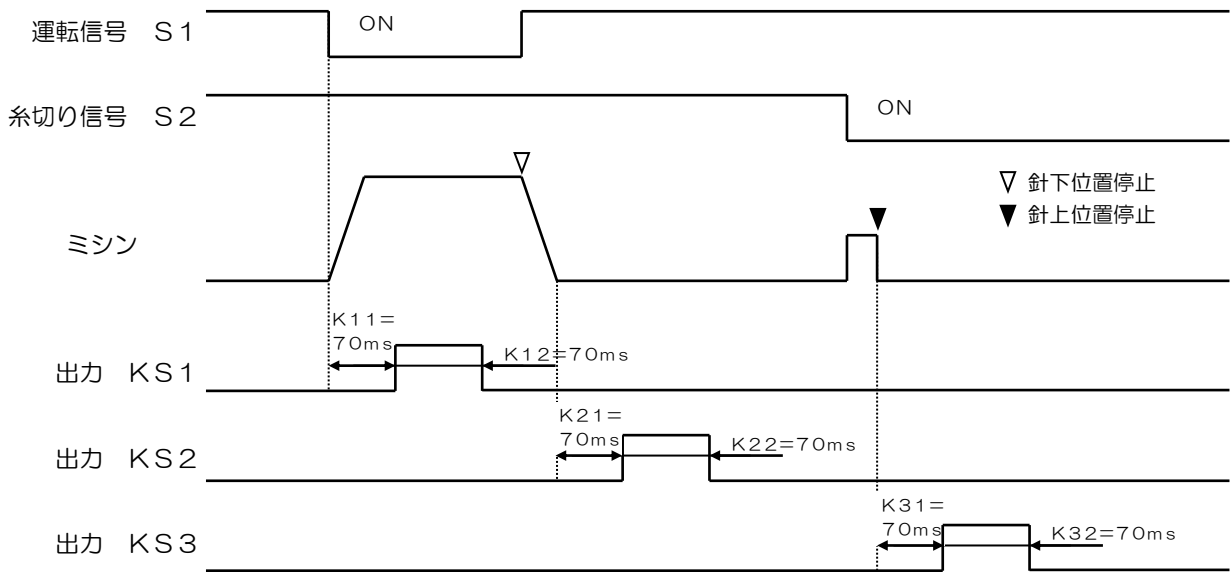 運転信号　Ｓ１
ON
糸切り信号　Ｓ２
ON
▽ 針下位置停止
▼ 針上位置停止
ミシン
Ｋ１１＝
７０ms
Ｋ１２＝７０ms
出力　ＫＳ１
Ｋ２１＝
７０ms
Ｋ２２＝７０ms
出力　ＫＳ２
Ｋ３１＝
７０ms
Ｋ３２＝７０ms
出力　ＫＳ３